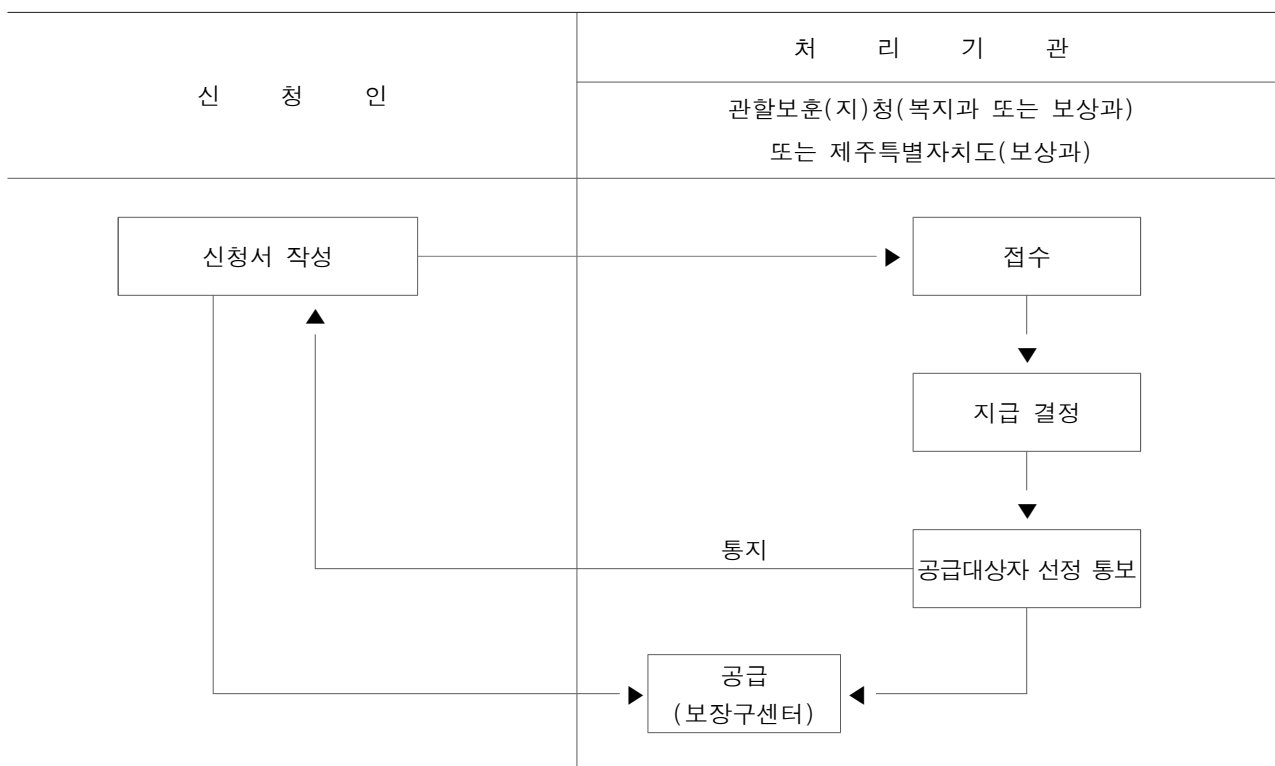 신 청 인
처 리 기 관
관할보훈(지)청(복지과 또는 보상과)
또는 제주특별자치도(보상과)
신청서 작성
접수
지급 결정
통지
공급대상자 선정 통보
공급
(보장구센터)